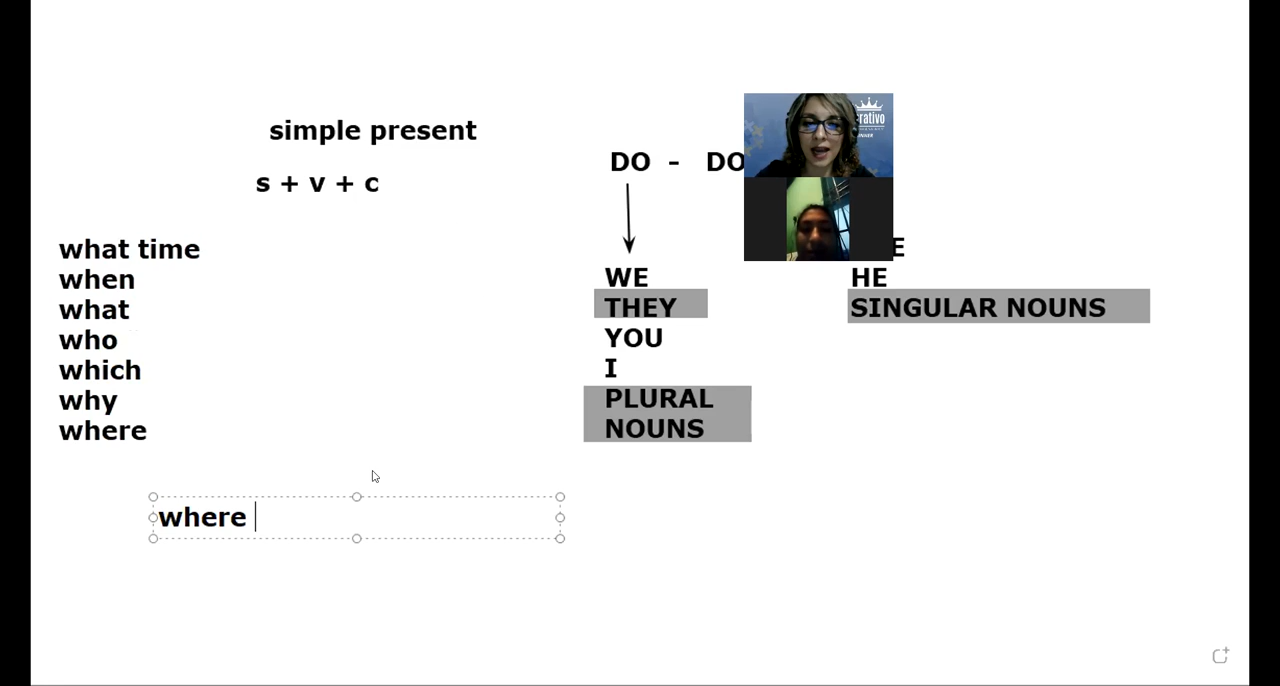 simple present
DO - DO
s + v + c
what time
when
what
who
which
why
where
WE
THEY
YOU
I
PLURAL
NOUNS
HE
SINGULAR NOUNS
where